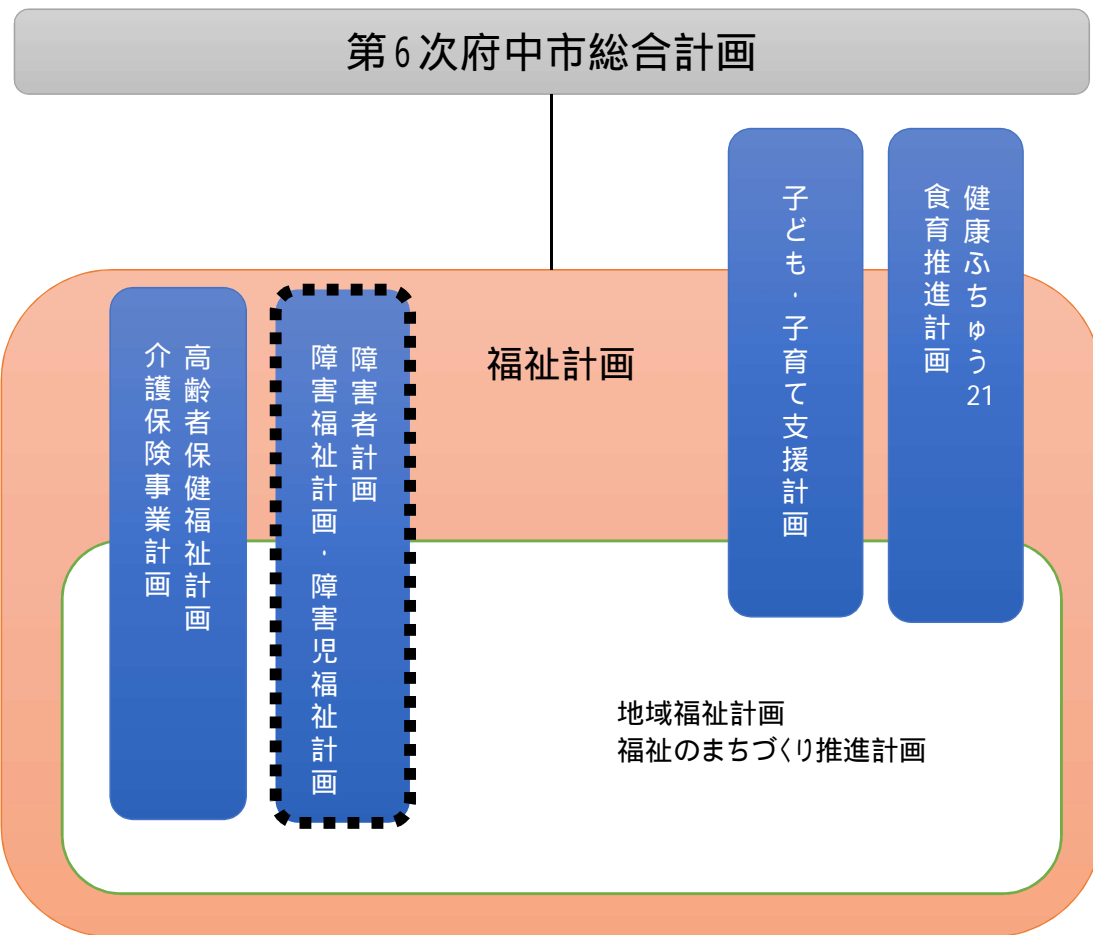 第6次府中市総合計画
福祉計画
高齢者保健福祉計画
介護保険事業計画
障害者計画
障害福祉計画・障害児福祉計画
子ども・子育て支援計画
健康ふちゅう21
食育推進計画
地域福祉計画
福祉のまちづくり推進計画